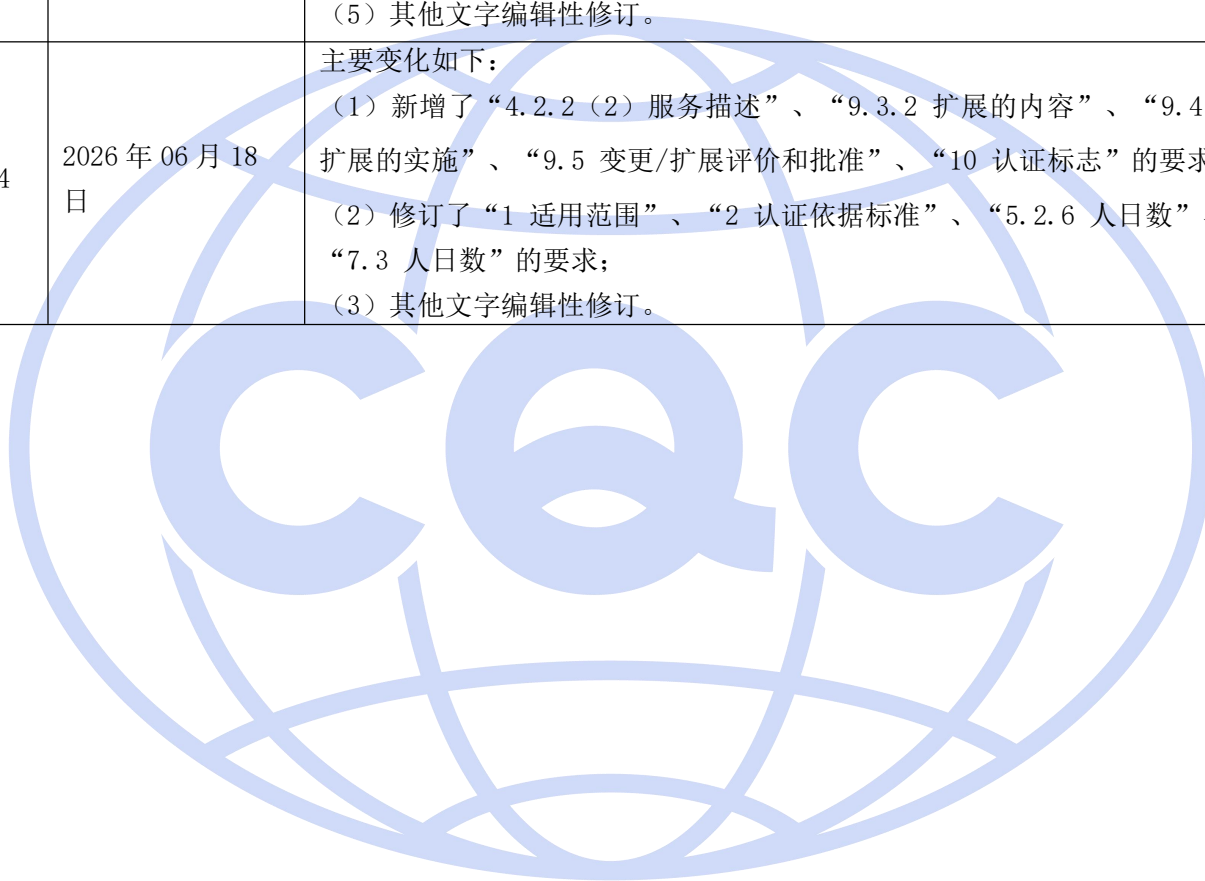 （5）其他文字编辑性修订。
主要变化如下：
（1）新增了“4.2.2（2）服务描述”、“9.3.2 扩展的内容”、“9.4
4
2026 年 06 月 18
日
扩展的实施”、“9.5 变更/扩展评价和批准”、“10 认证标志”的要求
（2）修订了“1 适用范围”、“2 认证依据标准”、“5.2.6 人日数”、
“7.3 人日数”的要求；
（3）其他文字编辑性修订。
CQC